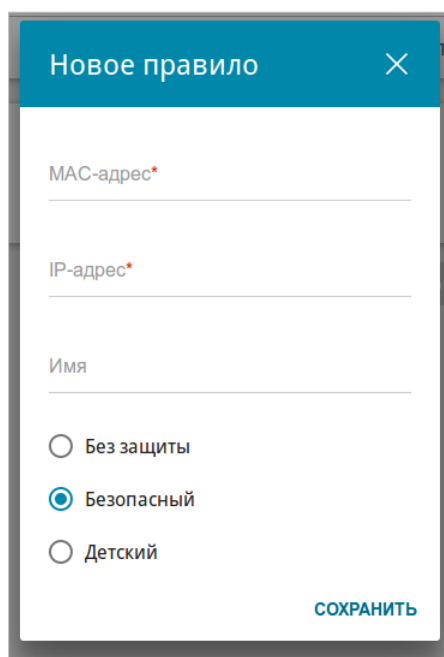 Новое правило
MAC-адрес*
IP-адрес*
Имя
Без защиты
Безопасный
Детский
СОХРАНИТЬ